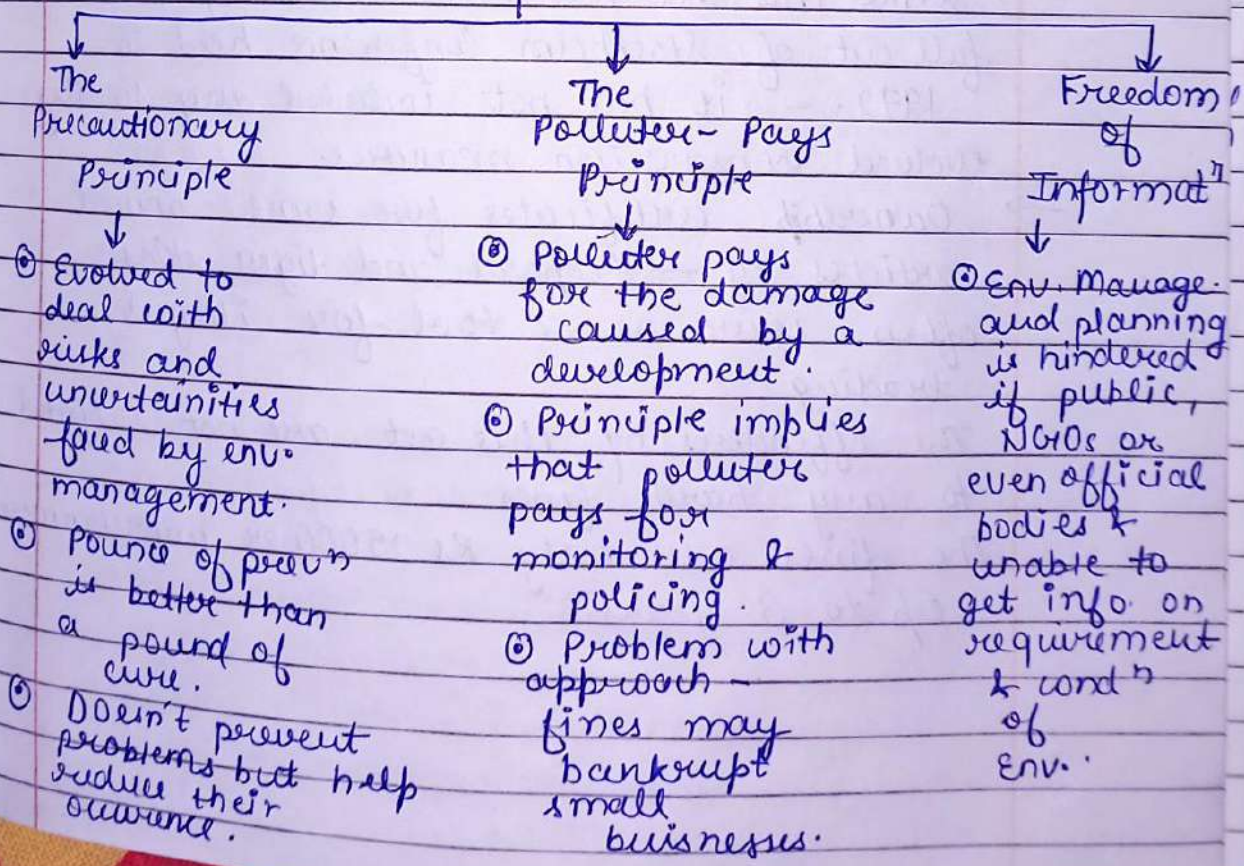 The
Precautionary
Principle
Evolved to
deal with
risks and
uncertainities
faced by env.
management.
Pounce of prevⁿ
is better than
a pound of
cure.
Doesn't prevent
problems but help
reduce their
occurence.
The
Polluter- Pays
Principle
Polluter pays
for the damage
caused by a
development.
Principle implies
that polluter
pays for
monitoring &
policing.
Problem with
approach —
fines may
bankrupt
small
buisnesses.
Freedom
of
Informatⁿ
Env. Manage.
and planning
is hindered
if public,
NGOs or
even official
bodies &
unable to
get info. on
requirement
& condⁿ
of
Env.